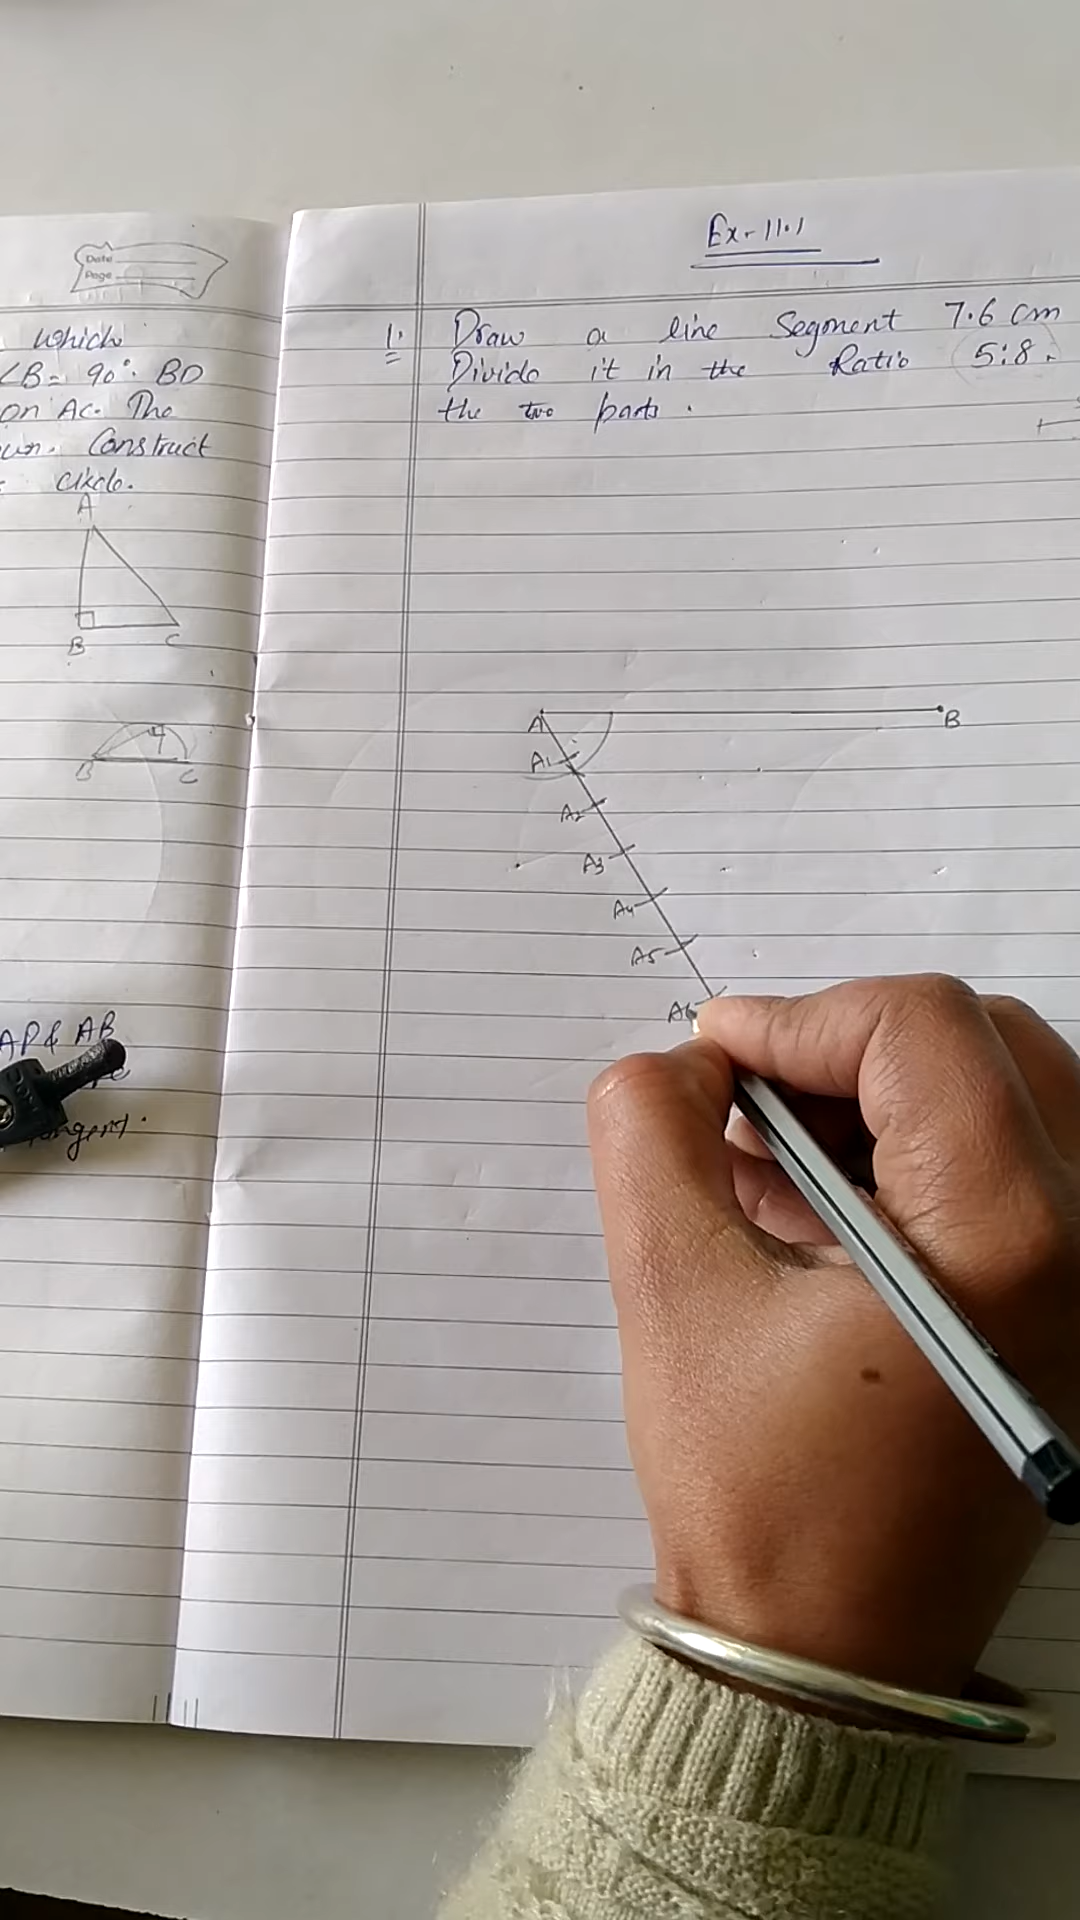 Date
Page
which
∠B= 90°. BD
on AC. The
Construct
Circle.
A
B
C
B
C
AP & AB
Ex-11.1
1. Draw a line Segment 7.6 cm
Divide it in the Ratio 5:8.
the two parts.
A
B
A1
A2
A3
A4
A5
A6